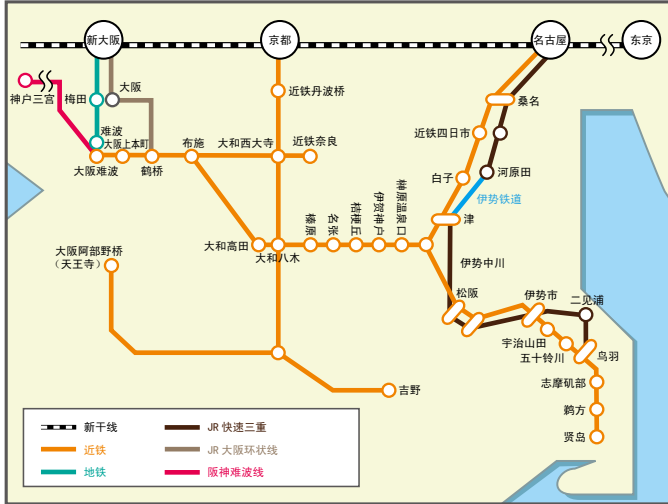 新大阪
京都
名古屋
东京
神户三宫
梅田
大阪
近铁丹波桥
桑名
难波
大阪上本町
布施
大和西大寺
近铁奈良
近铁四日市
大阪难波
鹤桥
白子
河原田
伊势铁道
榛原
名张
桔梗丘
伊贺神户
榊原温泉口
津
大和高田
大和八木
大阪阿部野桥
(天王寺)
伊势中川
松阪
伊势市
二见浦
宇治山田
五十铃川
鸟羽
志摩矶部
鹈方
贤岛
吉野
新干线
JR 快速三重
近铁
JR 大阪环状线
地铁
阪神难波线